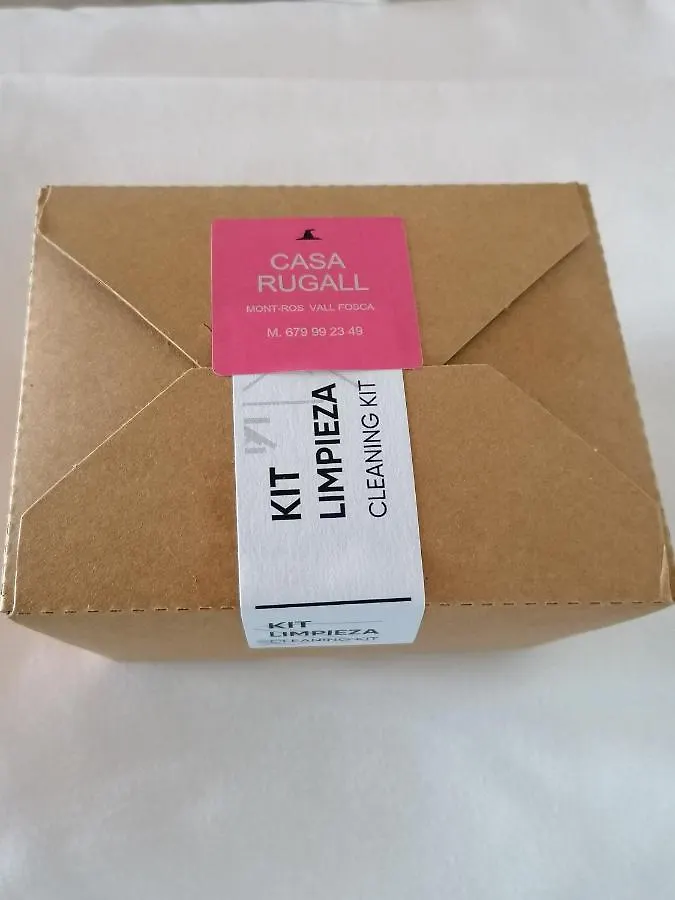 CASA
RUGALL
MONT-ROS VALL FOSCA
M. 679 99 23 49
KIT
LIMPIEZA
CLEANING KIT
KIT
LIMPIEZA
CLEANING KIT